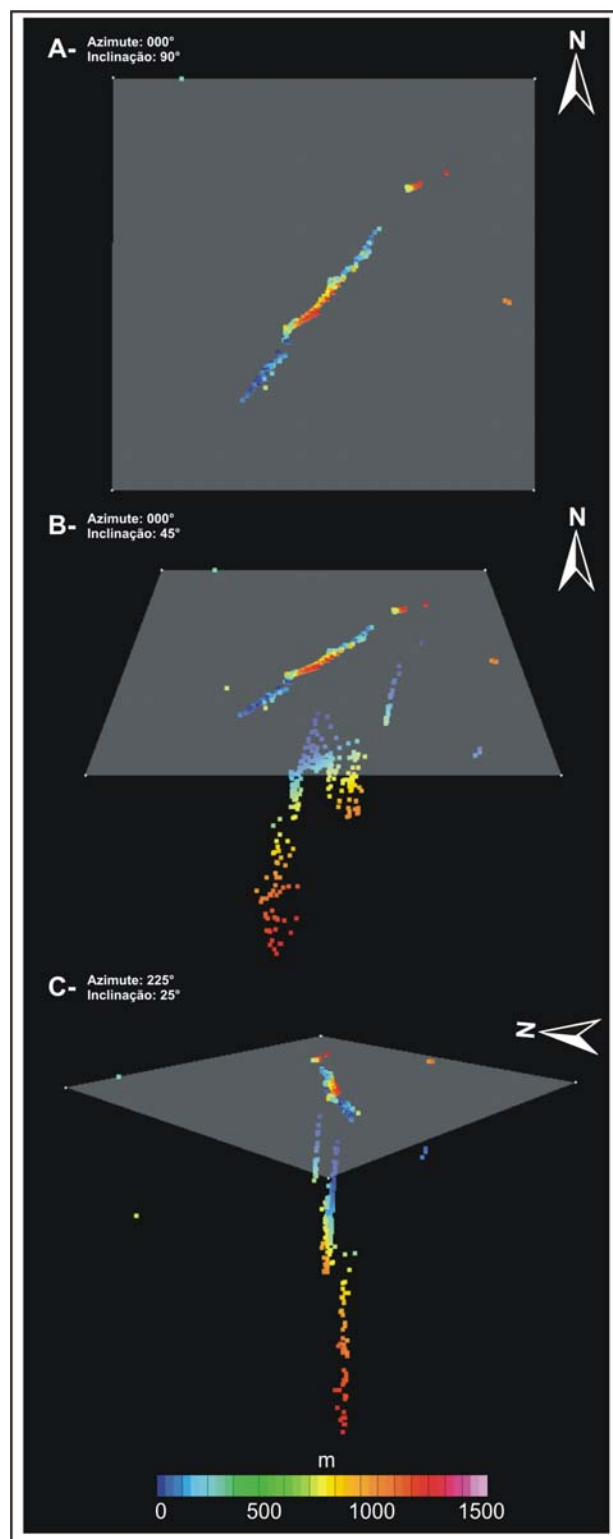 A- Azimute: 000°
Inclinação: 90°
N
B- Azimute: 000°
Inclinação: 45°
N
C- Azimute: 225°
Inclinação: 25°
N
m
0 500 1000 1500